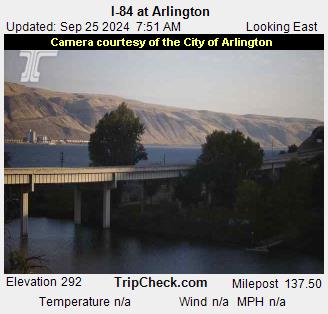 I-84 at Arlington
Updated: Sep 25 2024 7:51 AM Looking East
Camera courtesy of the City of Arlington
Elevation 292 TripCheck.com Milepost 137.50
Temperature n/a Wind n/a MPH n/a